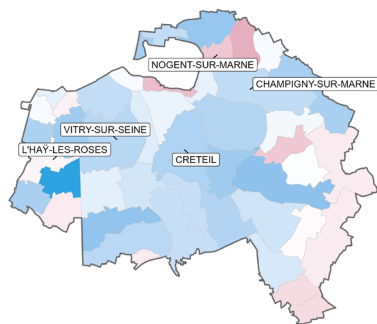 NOGENT-SUR-MARNE
CHAMPIGNY-SUR-MARNE
VITRY-SUR-SEINE
L'HAŸ-LES-ROSES
CRETEIL